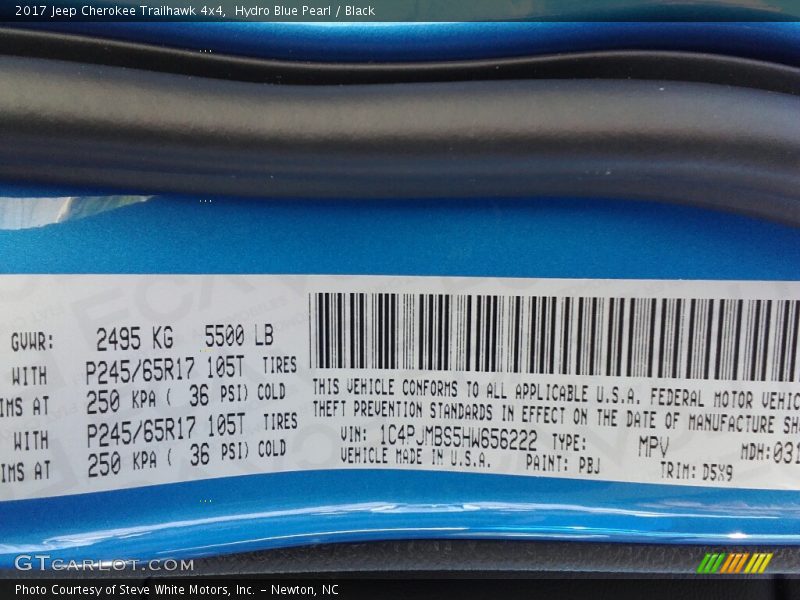 2017 Jeep Cherokee Trailhawk 4x4, Hydro Blue Pearl / Black
GVWR: 2495 KG 5500 LB
WITH P245/65R17 105T TIRES
IMS AT 250 KPA ( 36 PSI) COLD
WITH P245/65R17 105T TIRES
IMS AT 250 KPA ( 36 PSI) COLD
THIS VEHICLE CONFORMS TO ALL APPLICABLE U.S.A. FEDERAL MOTOR VEHIC
THEFT PREVENTION STANDARDS IN EFFECT ON THE DATE OF MANUFACTURE SH
VIN: 1C4PJMBS5HW656222 TYPE: MPV MDH: 031
VEHICLE MADE IN U.S.A. PAINT: PBJ TRIM: D5X9
GTCARLOT.COM
Photo Courtesy of Steve White Motors, Inc. – Newton, NC